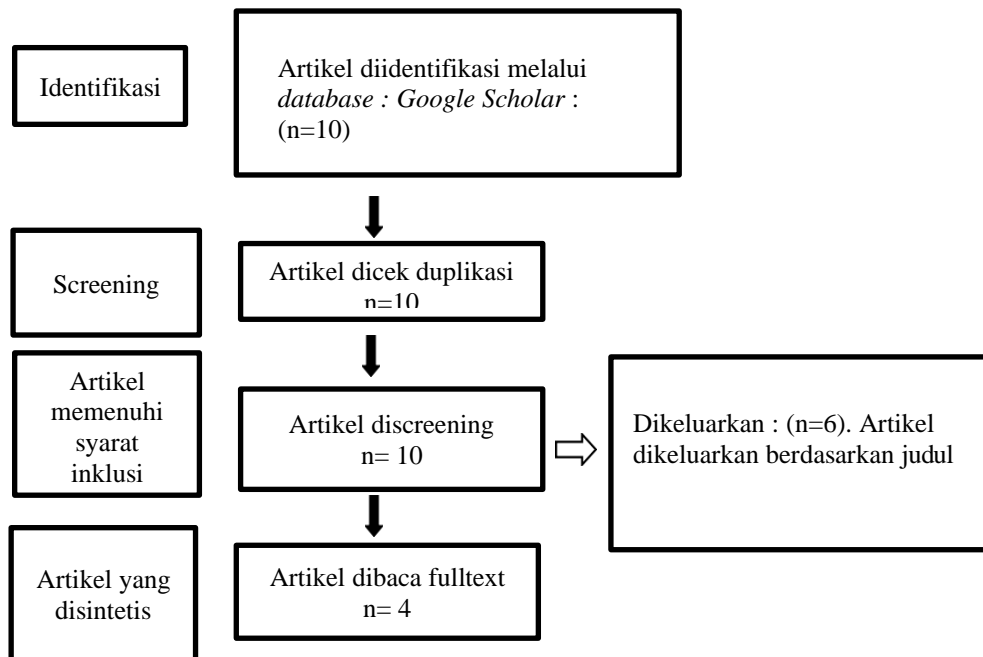 Identifikasi
Artikel diidentifikasi melalui
database : Google Scholar :
(n=10)
Screening
Artikel dicek duplikasi
n=10
Artikel
memenuhi
syarat
inklusi
Artikel discreening
n= 10
Dikeluarkan : (n=6). Artikel
dikeluarkan berdasarkan judul
Artikel yang
disintetis
Artikel dibaca fulltext
n= 4